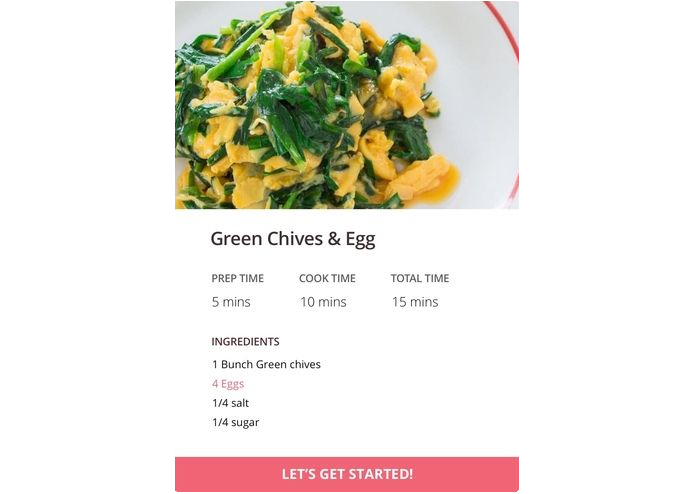 Green Chives & Egg
PREP TIME COOK TIME TOTAL TIME
5 mins 10 mins 15 mins
INGREDIENTS
1 Bunch Green chives
4 Eggs
1/4 salt
1/4 sugar
LET’S GET STARTED!